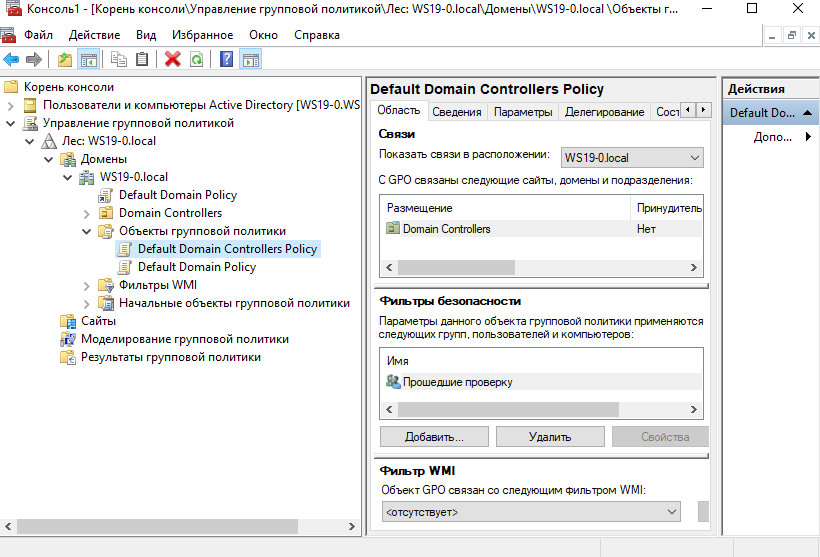 Консоль1 - [Корень консоли\Управление групповой политикой\Лес: WS19-0.local\Домены\WS19-0.local \Объекты г...
Файл Действие Вид Избранное Окно Справка
Корень консоли
Пользователи и компьютеры Active Directory [WS19-0.WS
Управление групповой политикой
Лес: WS19-0.local
Домены
WS19-0.local
Default Domain Policy
Domain Controllers
Объекты групповой политики
Default Domain Controllers Policy
Default Domain Policy
Фильтры WMI
Начальные объекты групповой политики
Сайты
Моделирование групповой политики
Результаты групповой политики
Default Domain Controllers Policy
Область Сведения Параметры Делегирование Сост
Связи
Показать связи в расположении: WS19-0.local
С GPO связаны следующие сайты, домены и подразделения:
Размещение Принудитель
Domain Controllers Нет
Фильтры безопасности
Параметры данного объекта групповой политики применяются
следующих групп, пользователей и компьютеров:
Имя
Прошедшие проверку
Добавить... Удалить Свойства
Фильтр WMI
Объект GPO связан со следующим фильтром WMI:
<отсутствует>
Действия
Default Do...
Допо...